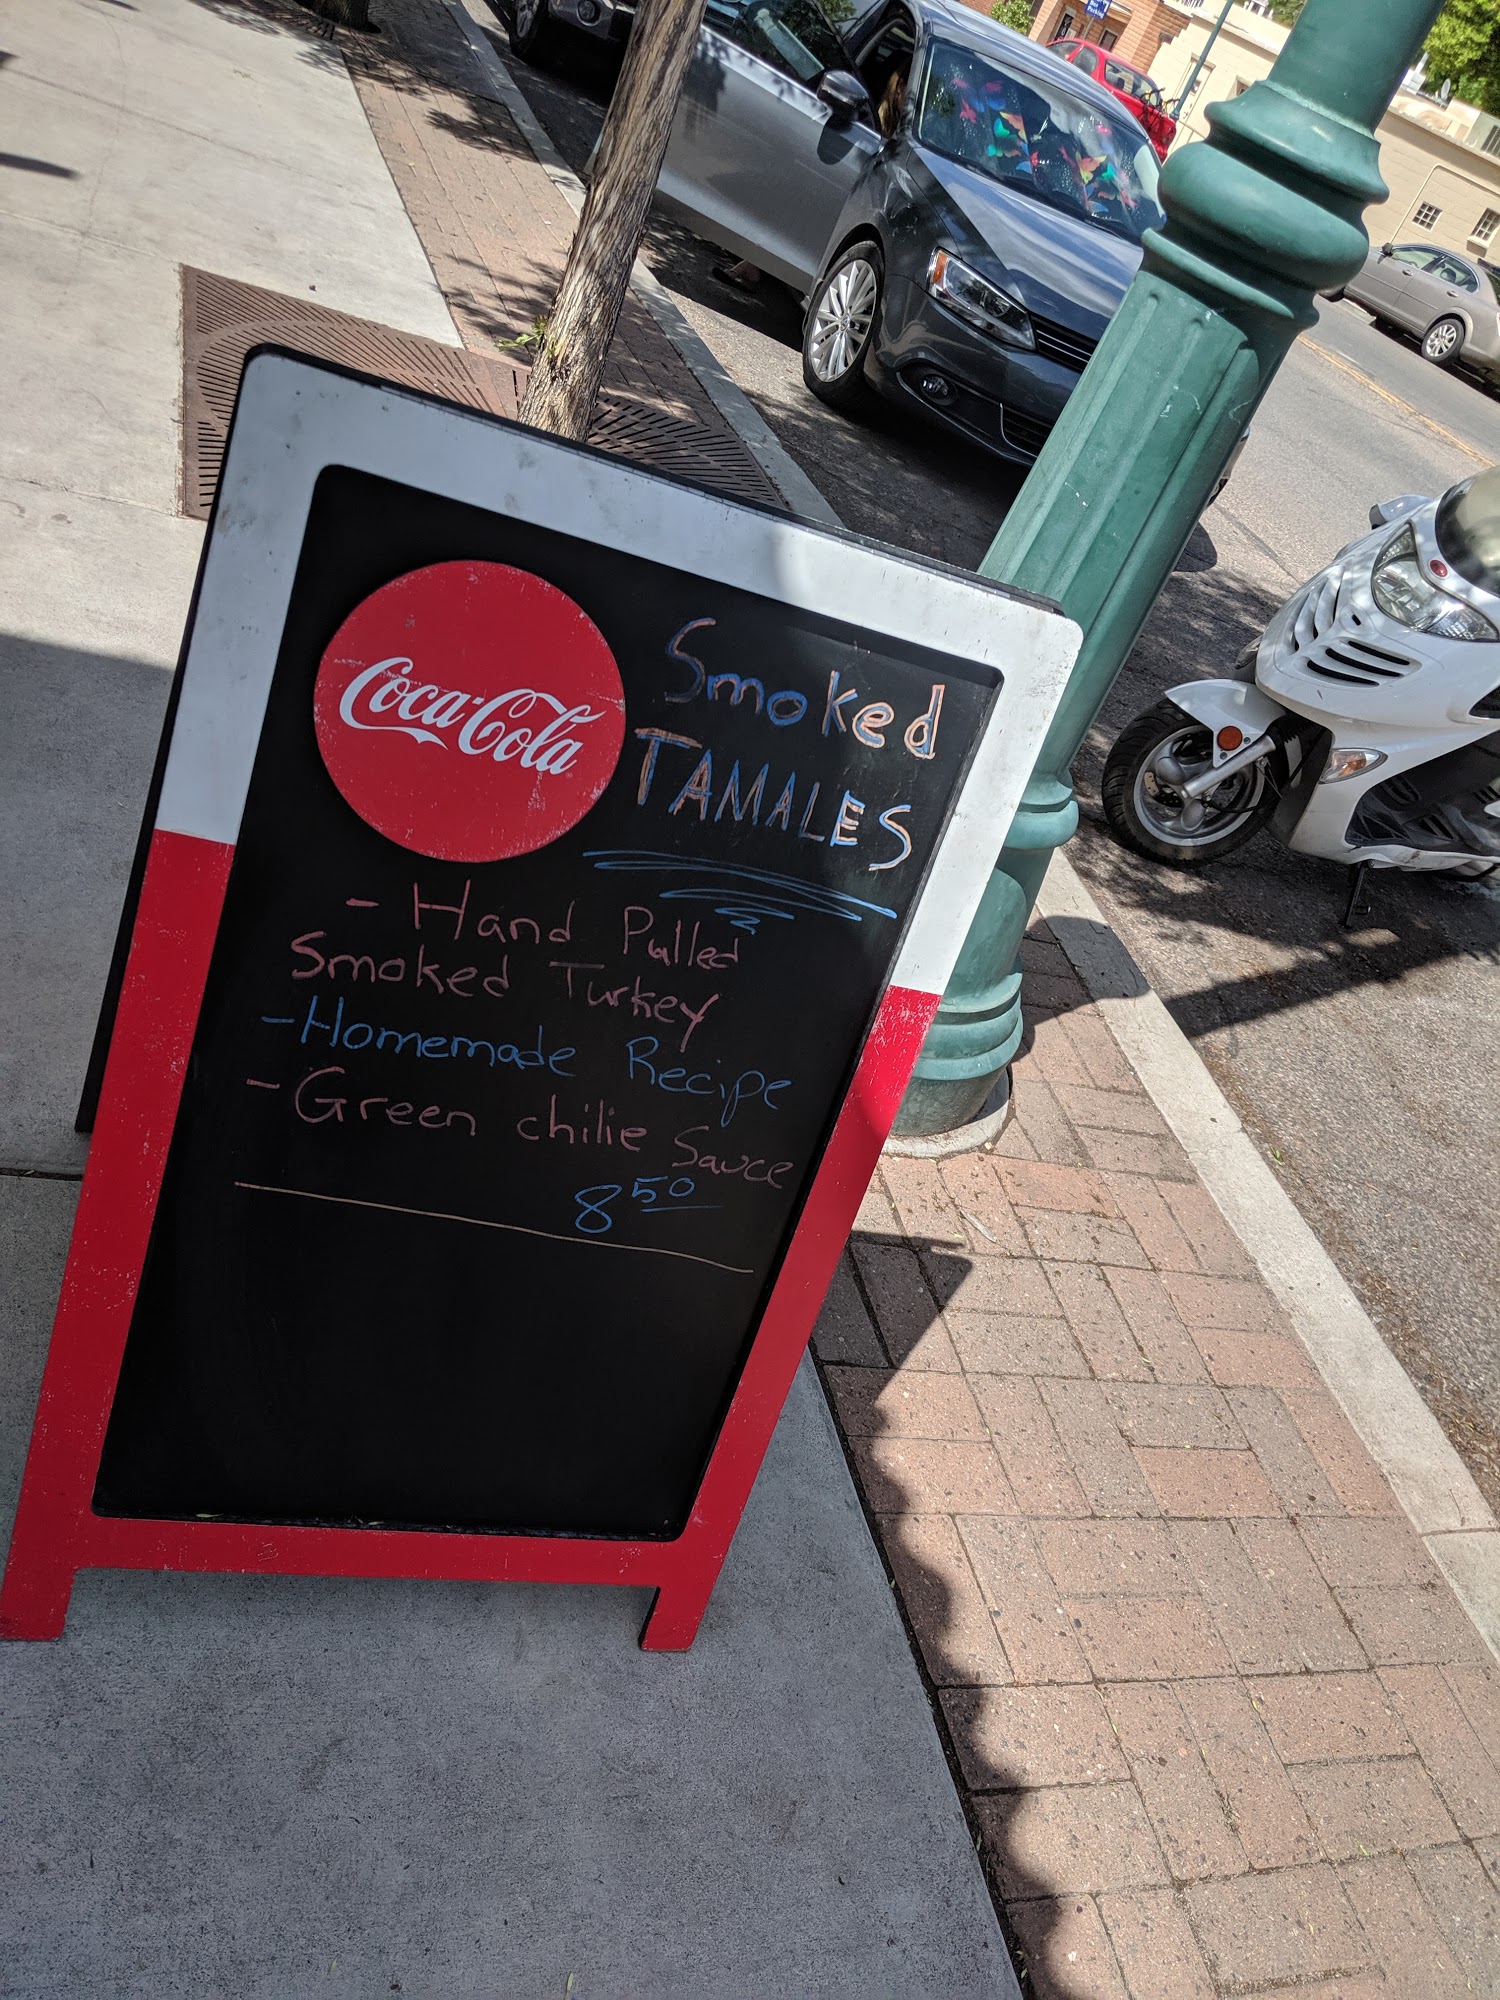 Coca-Cola
Smoked
TAMALES
- Hand Pulled
Smoked Turkey
- Homemade Recipe
- Green chilie Sauce
8 50